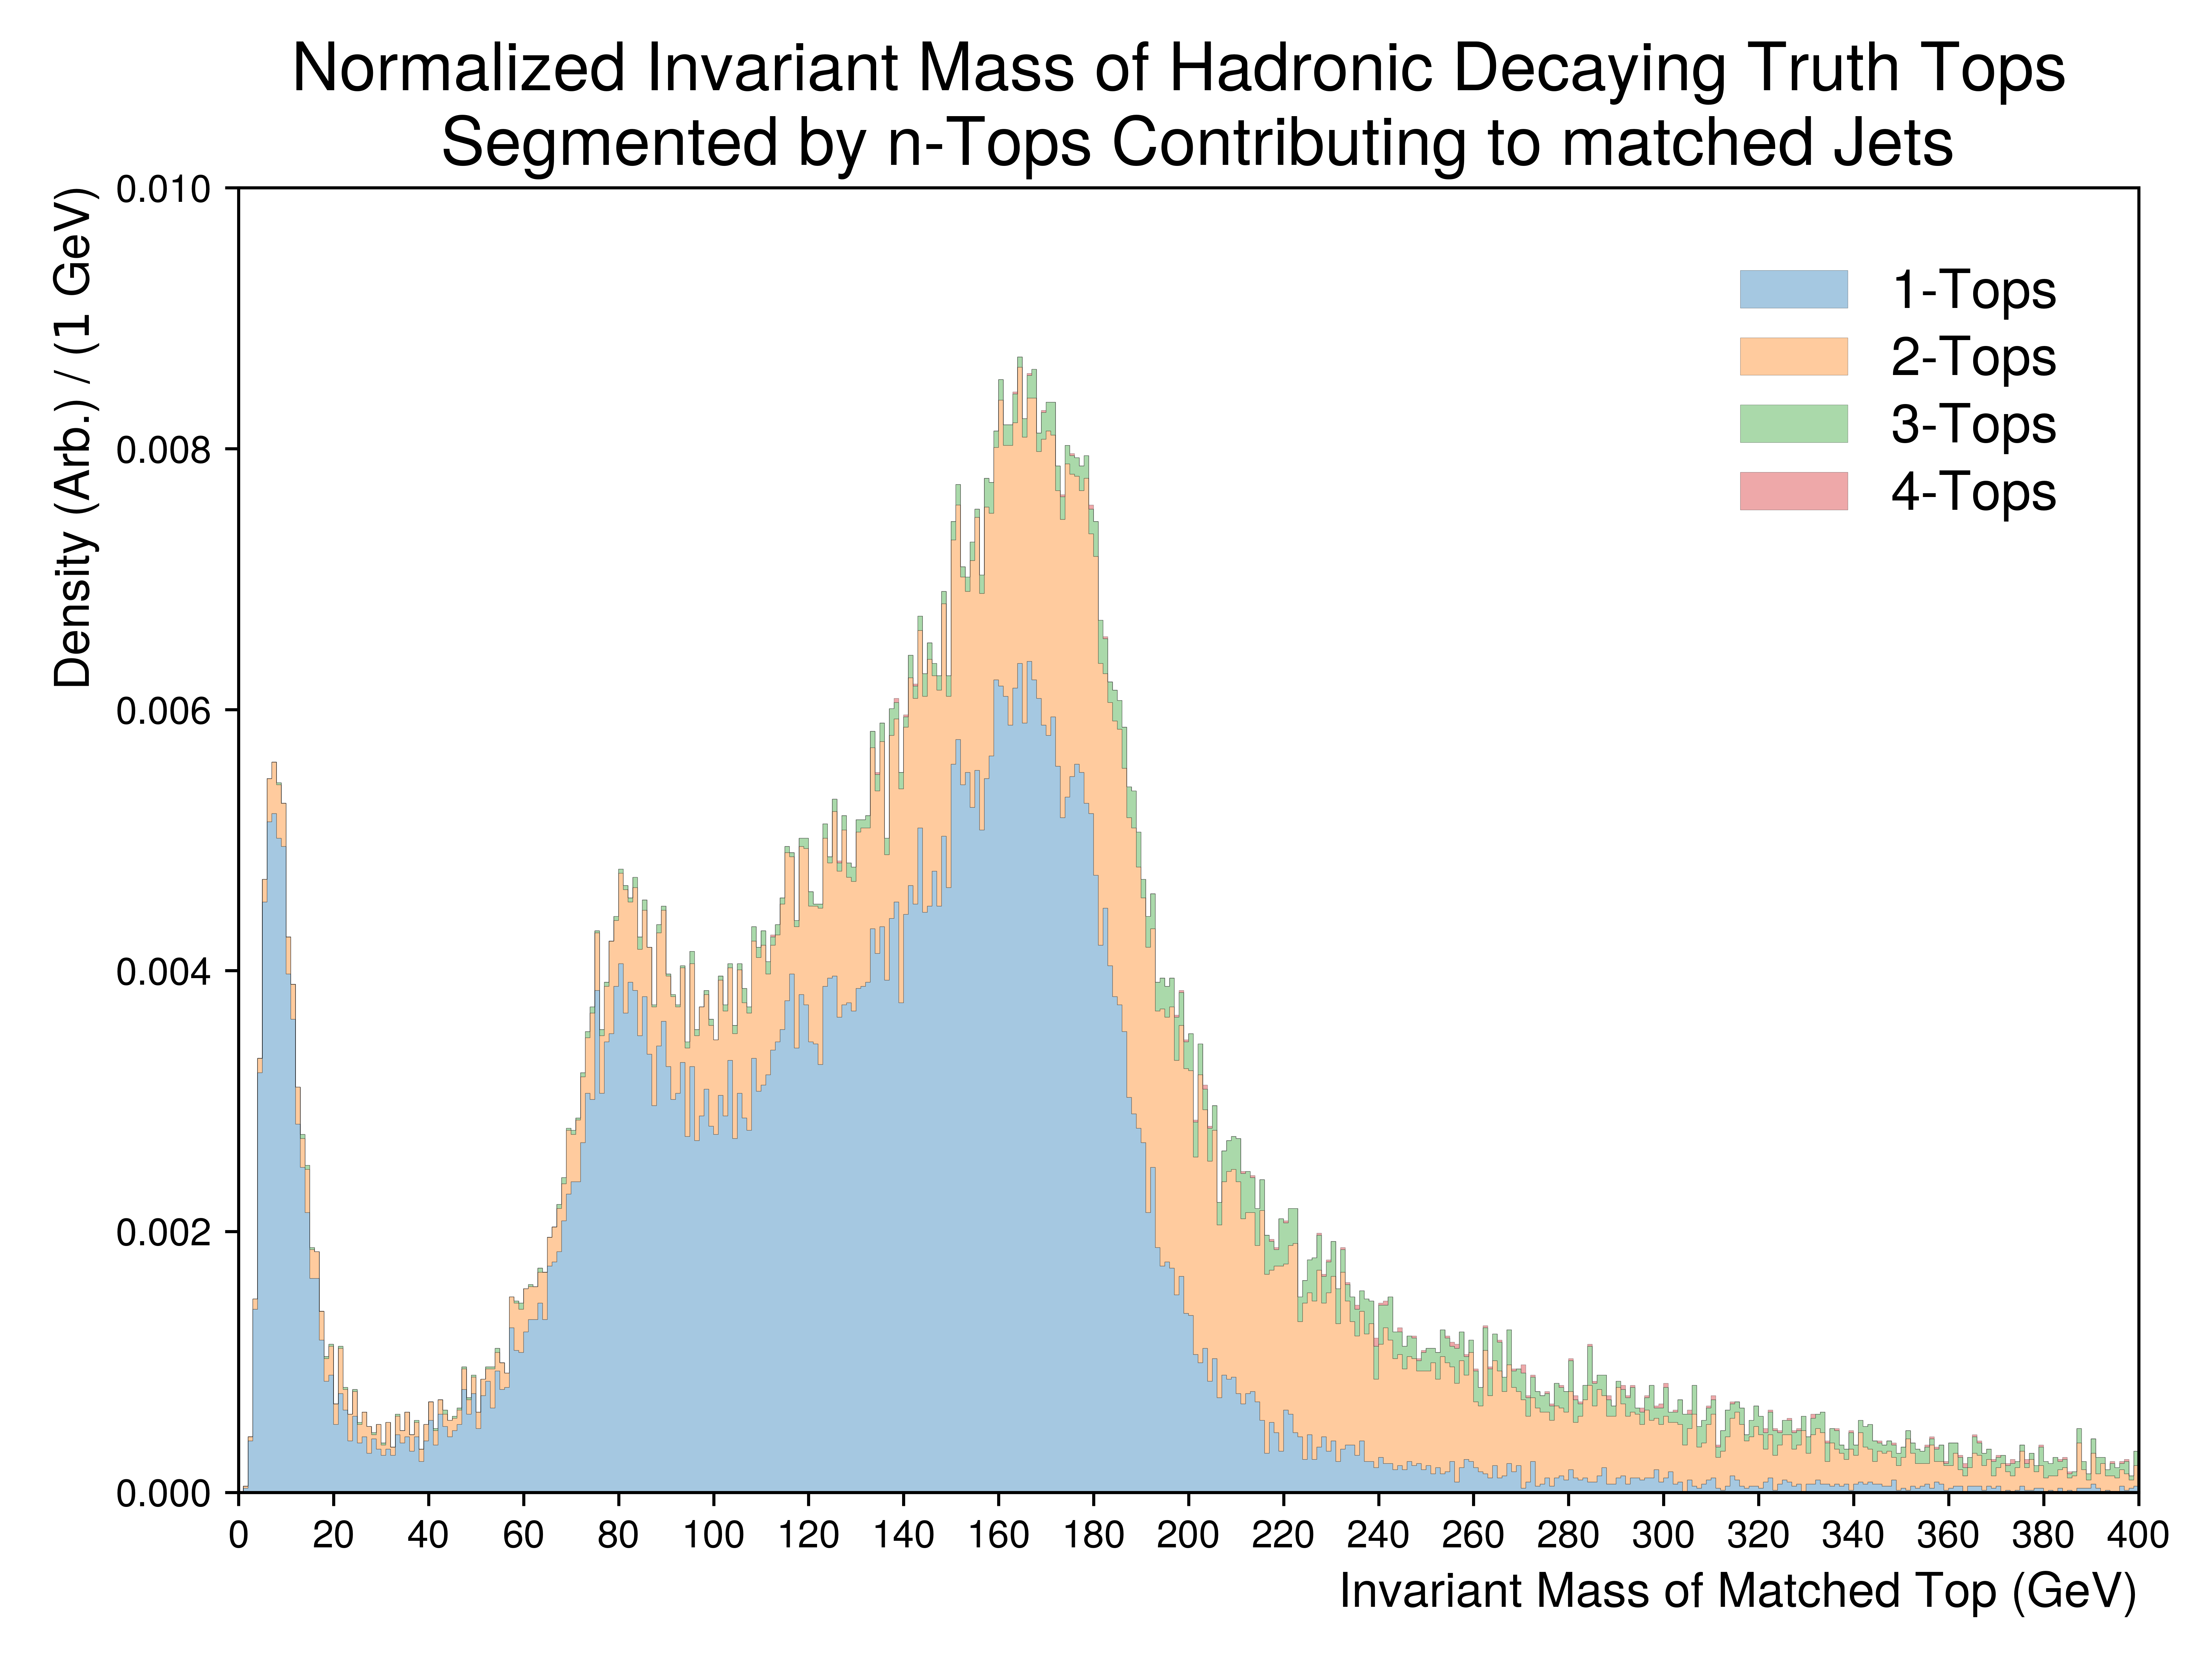 Normalized Invariant Mass of Hadronic Decaying Truth Tops
Segmented by n-Tops Contributing to matched Jets
Density (Arb.) / (1 GeV)
0.010
0.008
0.006
0.004
0.002
0.000
1-Tops
2-Tops
3-Tops
4-Tops
0 20 40 60 80 100 120 140 160 180 200 220 240 260 280 300 320 340 360 380 400
Invariant Mass of Matched Top (GeV)